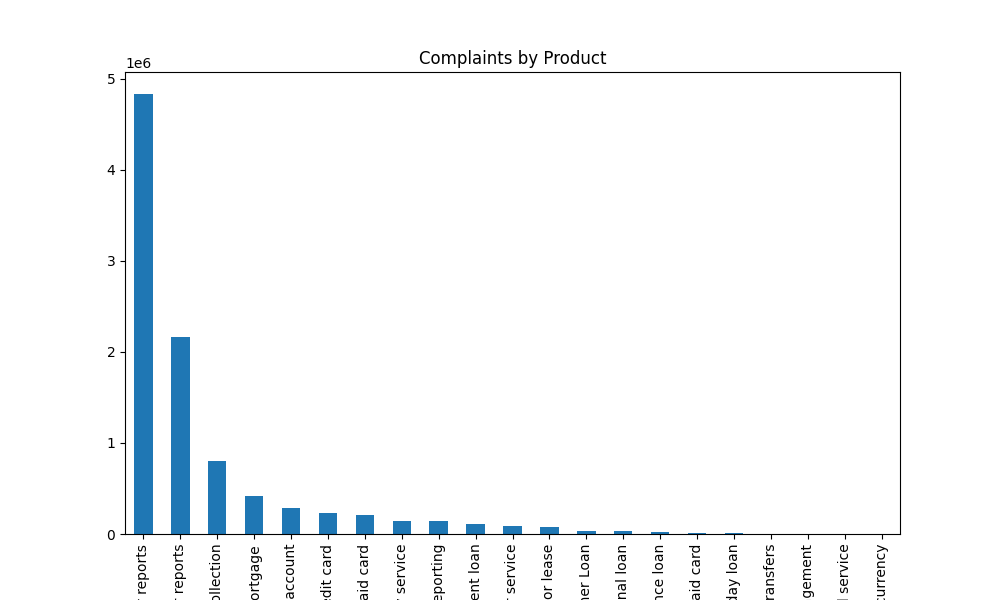 Complaints by Product
1e6
5
4
3
2
1
0
reports
reports
ollection
ortgage
account
edit card
aid card
service
eporting
ent loan
service
or lease
ner Loan
nal loan
nce loan
aid card
day loan
ransfers
gement
service
urrency